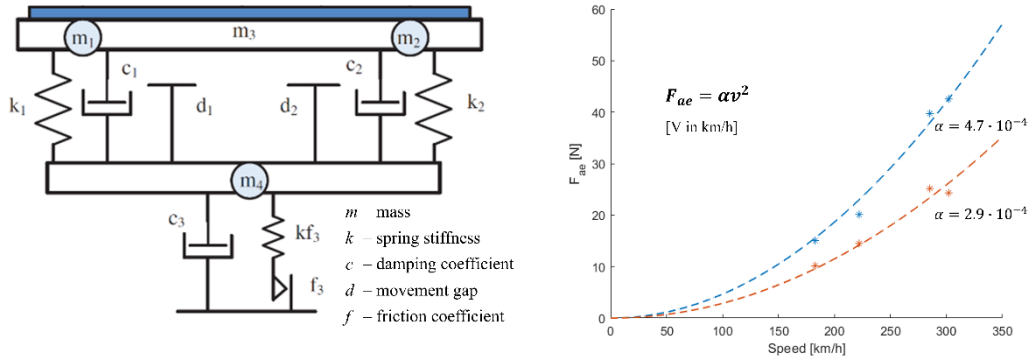 m₁
m₃
m₂
k₁
c₁
d₁
d₂
c₂
k₂
m₄
c₃
kf₃
f₃
m mass
k – spring stiffness
c – damping coefficient
d – movement gap
f – friction coefficient
F_ae = αv²
[V in km/h]
α = 4.7 · 10⁻⁴
α = 2.9 · 10⁻⁴
F_ae [N]
60
50
40
30
20
10
0
0 50 100 150 200 250 300 350
Speed [km/h]